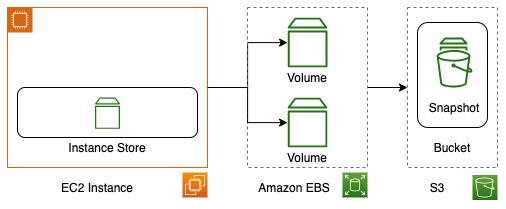 Volume
Snapshot
Instance Store
Volume
Bucket
EC2 Instance
Amazon EBS
S3